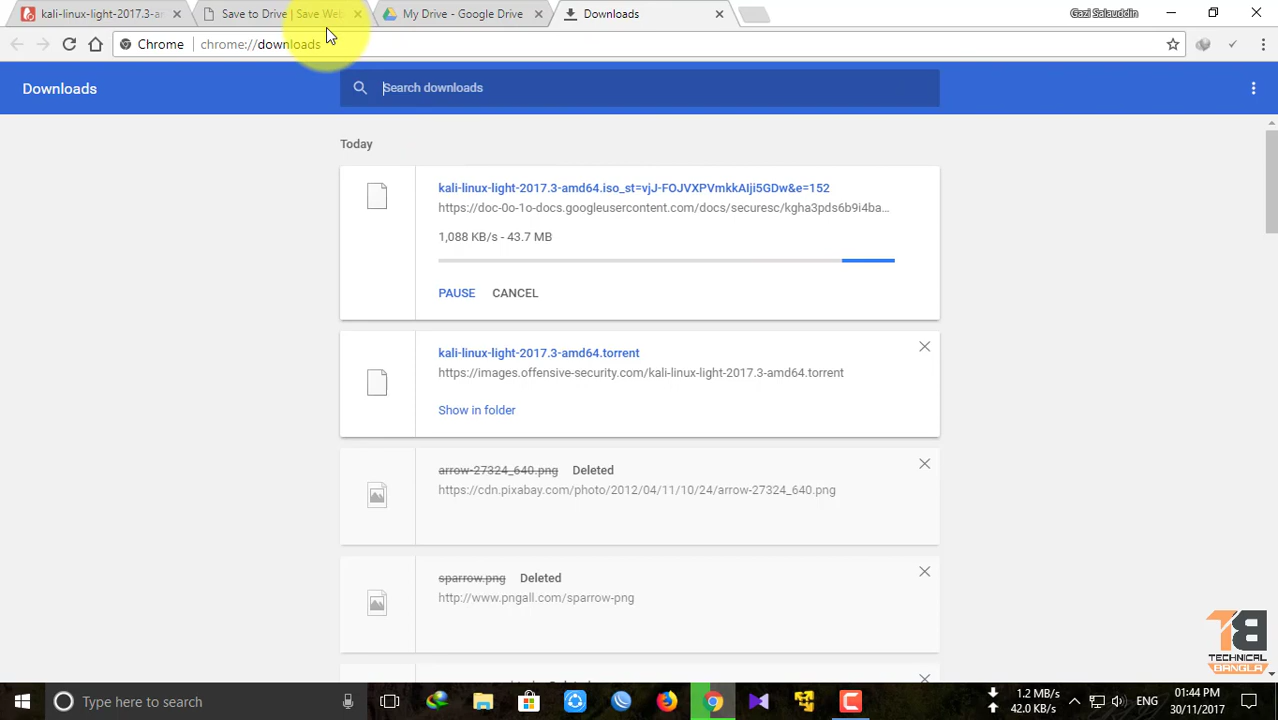 kali-linux-light-2017.3-a
Save to Drive | Save Web
My Drive - Google Drive
Downloads
Gazi Salauddin
Chrome
chrome://downloads
Downloads
Search downloads
Today
kali-linux-light-2017.3-amd64.iso_st=vjJ-FOJVXPVmkkAIji5GDw&e=152
https://doc-0o-1o-docs.googleusercontent.com/docs/securesc/kgha3pds6b9i4ba...
1,088 KB/s - 43.7 MB
PAUSE
CANCEL
kali-linux-light-2017.3-amd64.torrent
https://images.offensive-security.com/kali-linux-light-2017.3-amd64.torrent
Show in folder
arrow-27324_640.png Deleted
https://cdn.pixabay.com/photo/2012/04/11/10/24/arrow-27324_640.png
sparrow.png Deleted
http://www.pngall.com/sparrow-png
TB
TECHNICAL
BANGLA
Type here to search
1.2 MB/s
42.0 KB/s
ENG
01:44 PM
30/11/2017